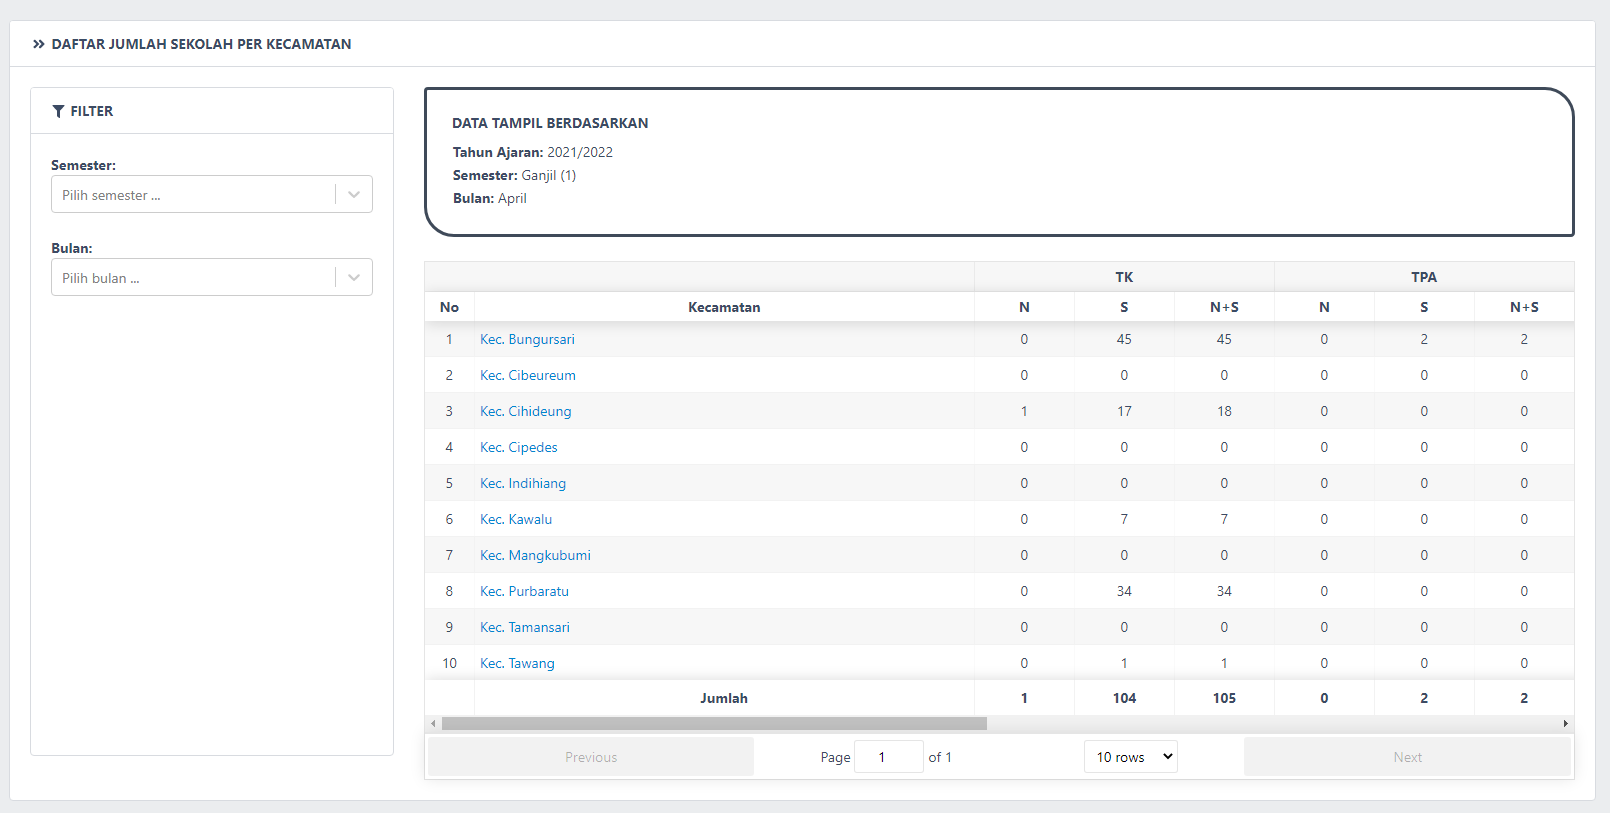 DAFTAR JUMLAH SEKOLAH PER KECAMATAN
FILTER
Semester:
Pilih semester ...
Bulan:
Pilih bulan ...
DATA TAMPIL BERDASARKAN
Tahun Ajaran: 2021/2022
Semester: Ganjil (1)
Bulan: April
TK TPA
No Kecamatan N S N+S N S N+S
1 Kec. Bungursari 0 45 45 0 2 2
2 Kec. Cibeureum 0 0 0 0 0 0
3 Kec. Cihideung 1 17 18 0 0 0
4 Kec. Cipedes 0 0 0 0 0 0
5 Kec. Indihiang 0 0 0 0 0 0
6 Kec. Kawalu 0 7 7 0 0 0
7 Kec. Mangkubumi 0 0 0 0 0 0
8 Kec. Purbaratu 0 34 34 0 0 0
9 Kec. Tamansari 0 0 0 0 0 0
10 Kec. Tawang 0 1 1 0 0 0
Jumlah 1 104 105 0 2 2
Previous Page 1 of 1 10 rows Next